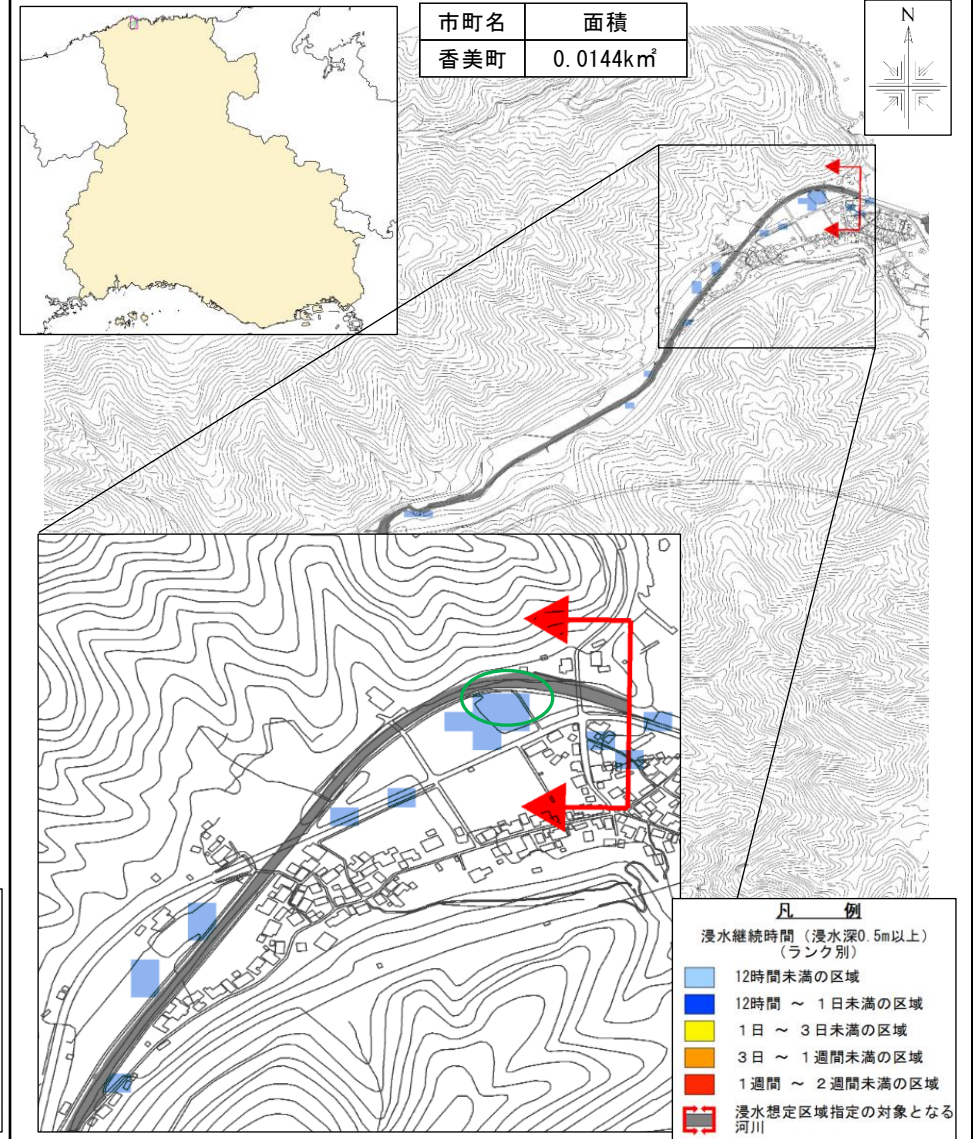 市町名 面積
香美町 0.0144k㎡
N
凡 例
浸水継続時間（浸水深0.5m以上）
（ランク別）
12時間未満の区域
12時間 ～ 1日未満の区域
1日 ～ 3日未満の区域
3日 ～ 1週間未満の区域
1週間 ～ 2週間未満の区域
浸水想定区域指定の対象となる
河川